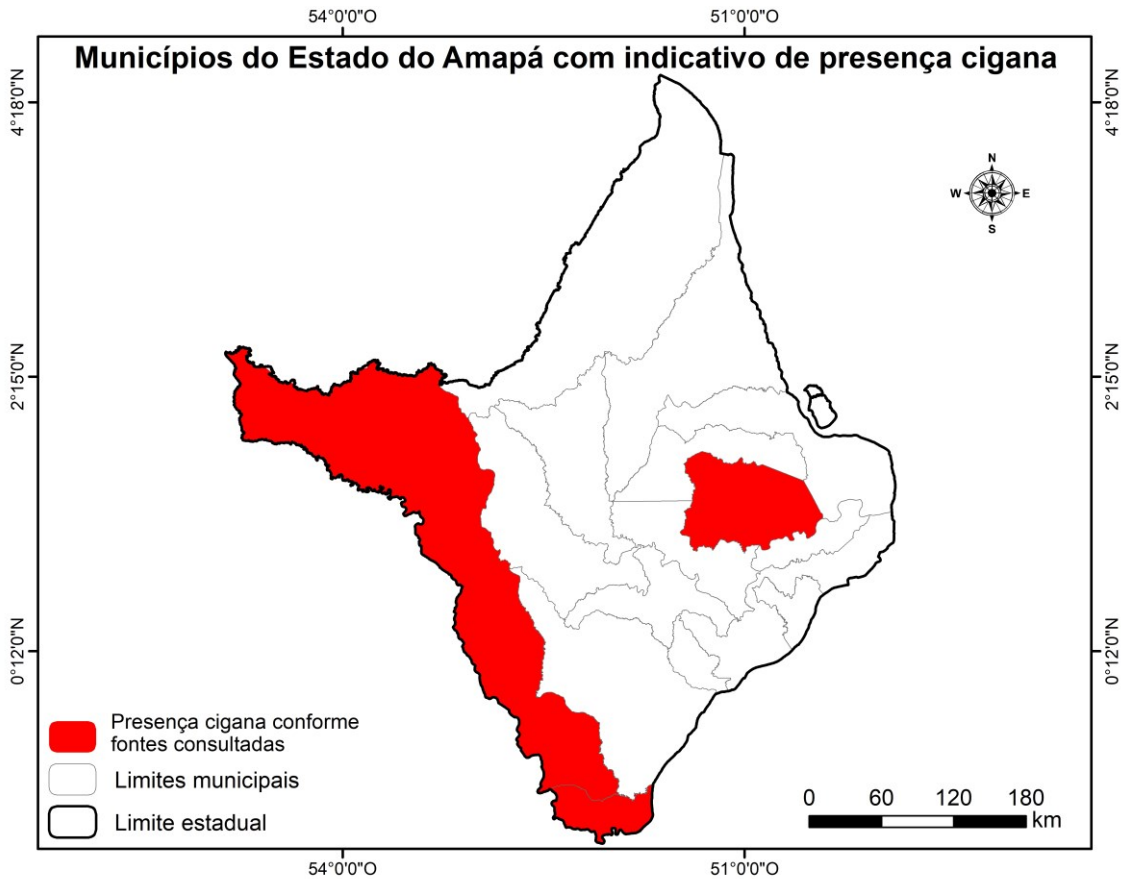 54°0'0"O
51°0'0"O
Municípios do Estado do Amapá com indicativo de presença cigana
4°18'0"N
4°18'0"N
N
W
E
S
2°15'0"N
2°15'0"N
0°12'0"N
0°12'0"N
Presença cigana conforme
fontes consultadas
Limites municipais
Limite estadual
0 60 120 180
km
54°0'0"O
51°0'0"O